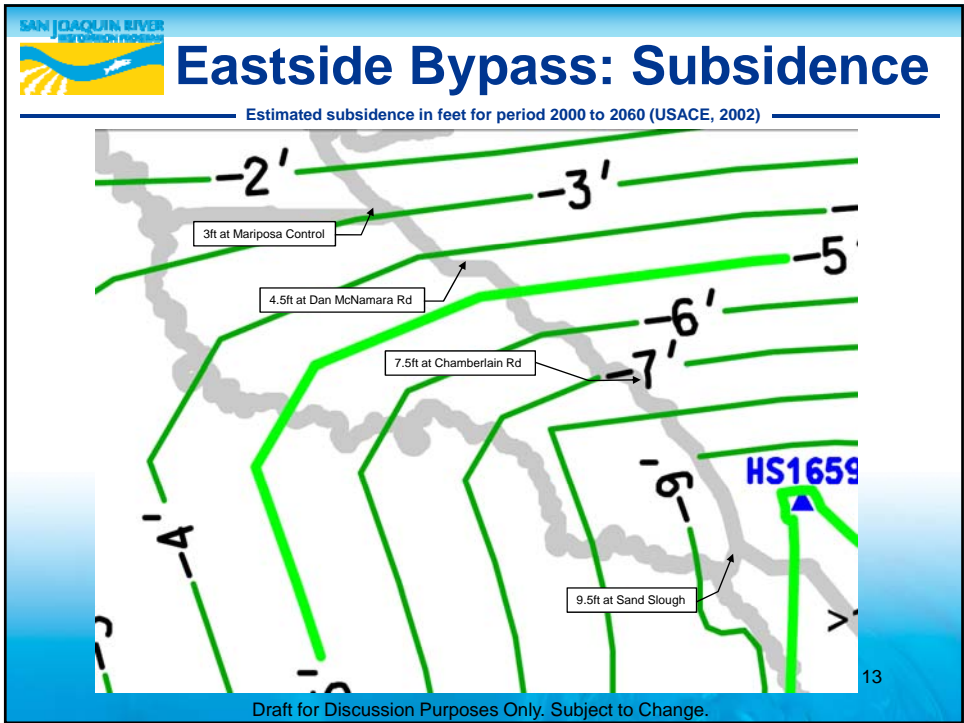 SAN JOAQUIN RIVER
RESTORATION PROGRAM
Eastside Bypass: Subsidence
Estimated subsidence in feet for period 2000 to 2060 (USACE, 2002)
-2'
-3'
3ft at Mariposa Control
-5'
4.5ft at Dan McNamara Rd
-6'
7.5ft at Chamberlain Rd
-7'
HS1659
-9'
-4'
9.5ft at Sand Slough
>
13
Draft for Discussion Purposes Only. Subject to Change.